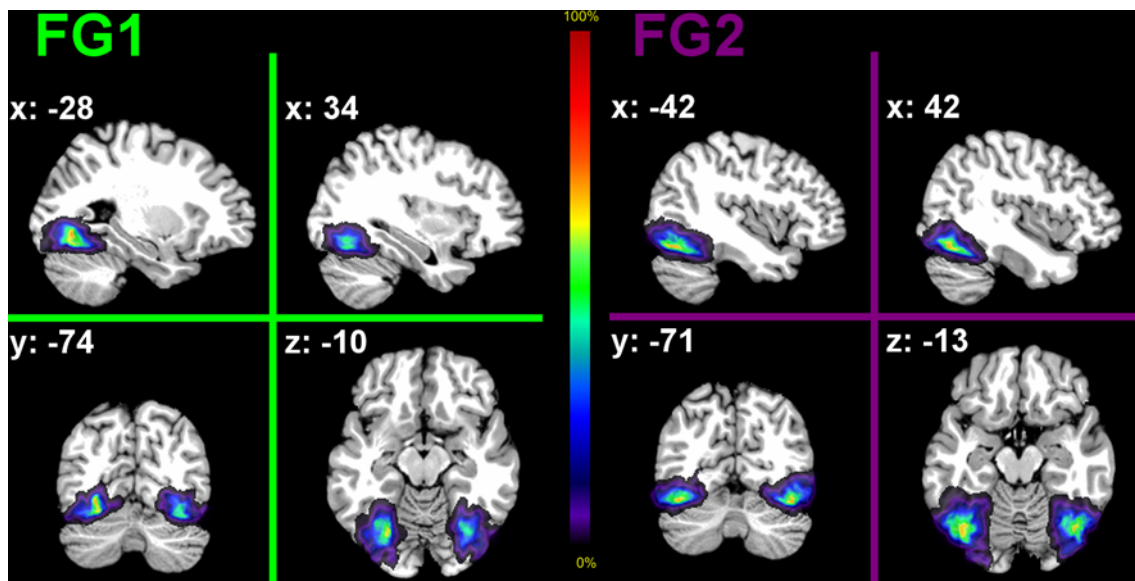 100%
FG1
FG2
x: -28
x: 34
x: -42
x: 42
y: -74
z: -10
y: -71
z: -13
0%